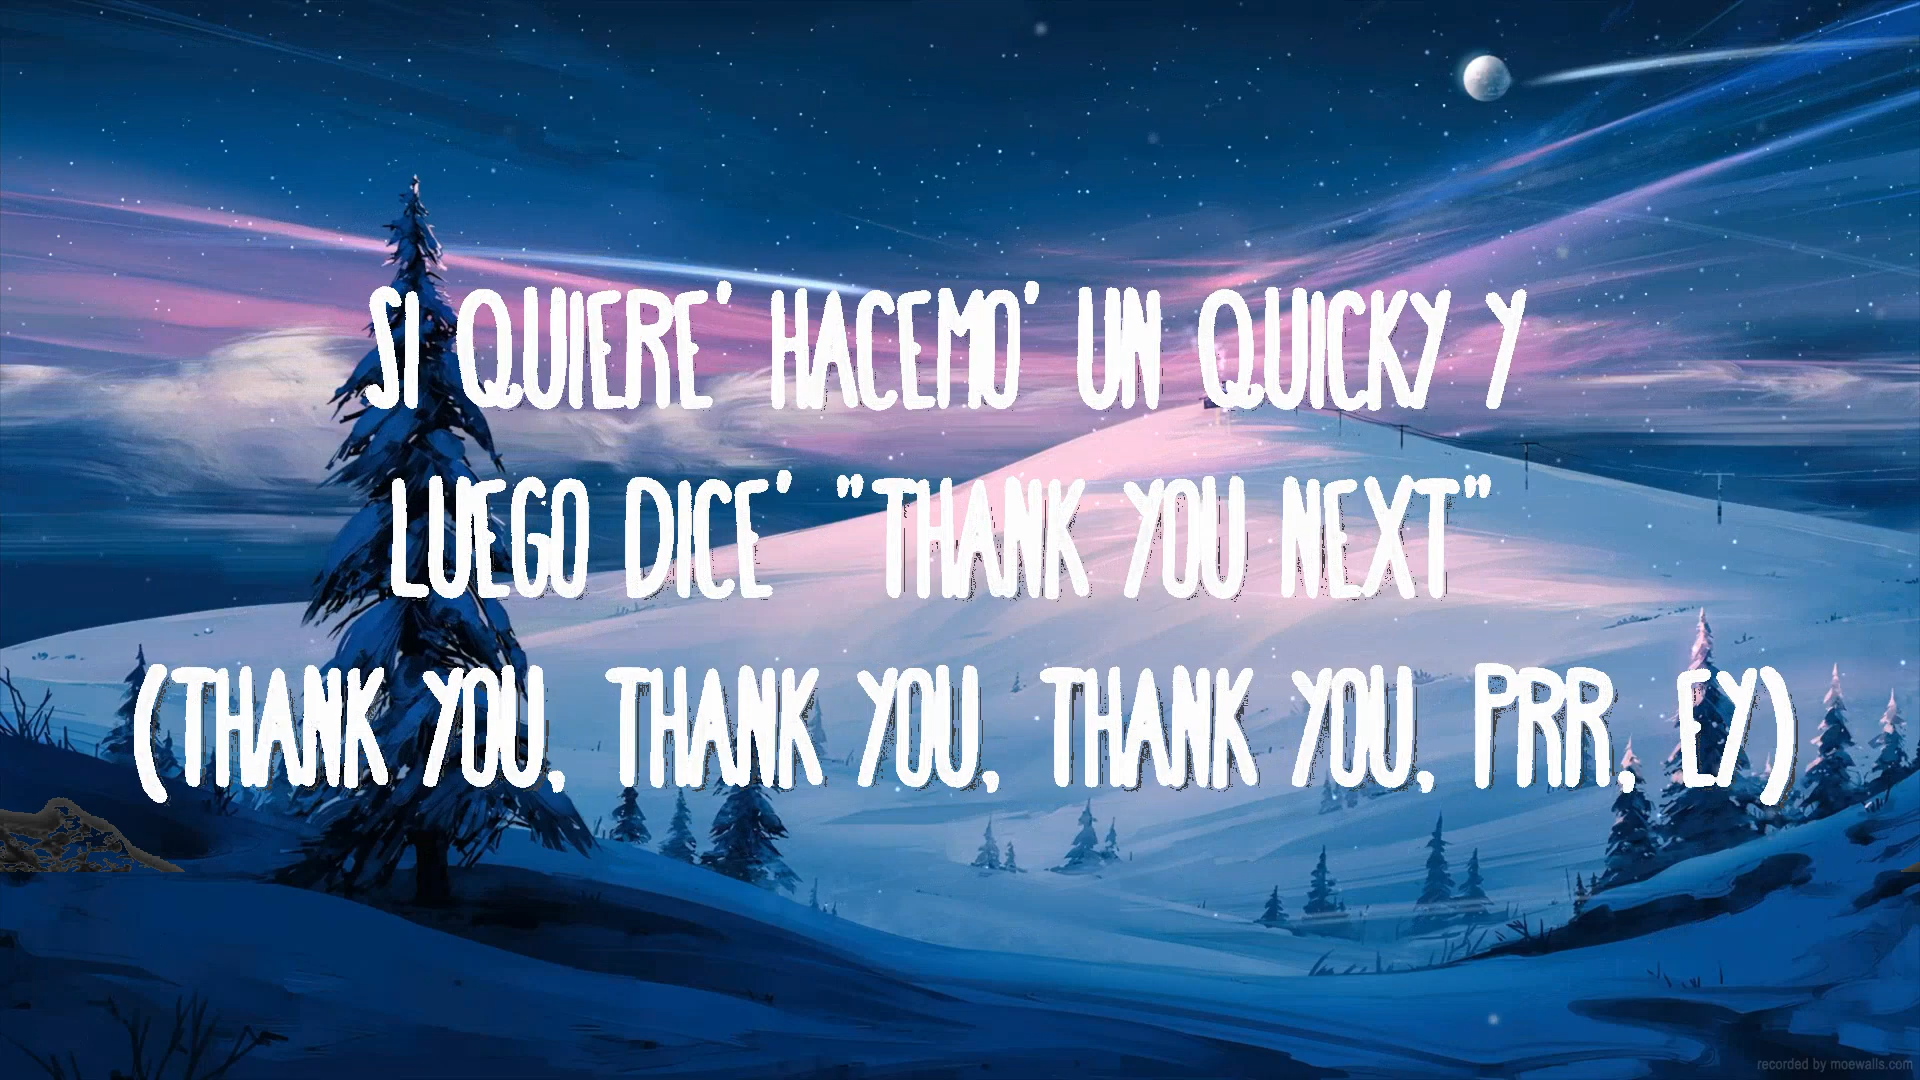 SI QUIERE' HACEMO' UN QUICKY Y
LUEGO DICE' "THANK YOU NEXT"
(THANK YOU, THANK YOU, THANK YOU, PRR, EY)
recorded by moewalls.com